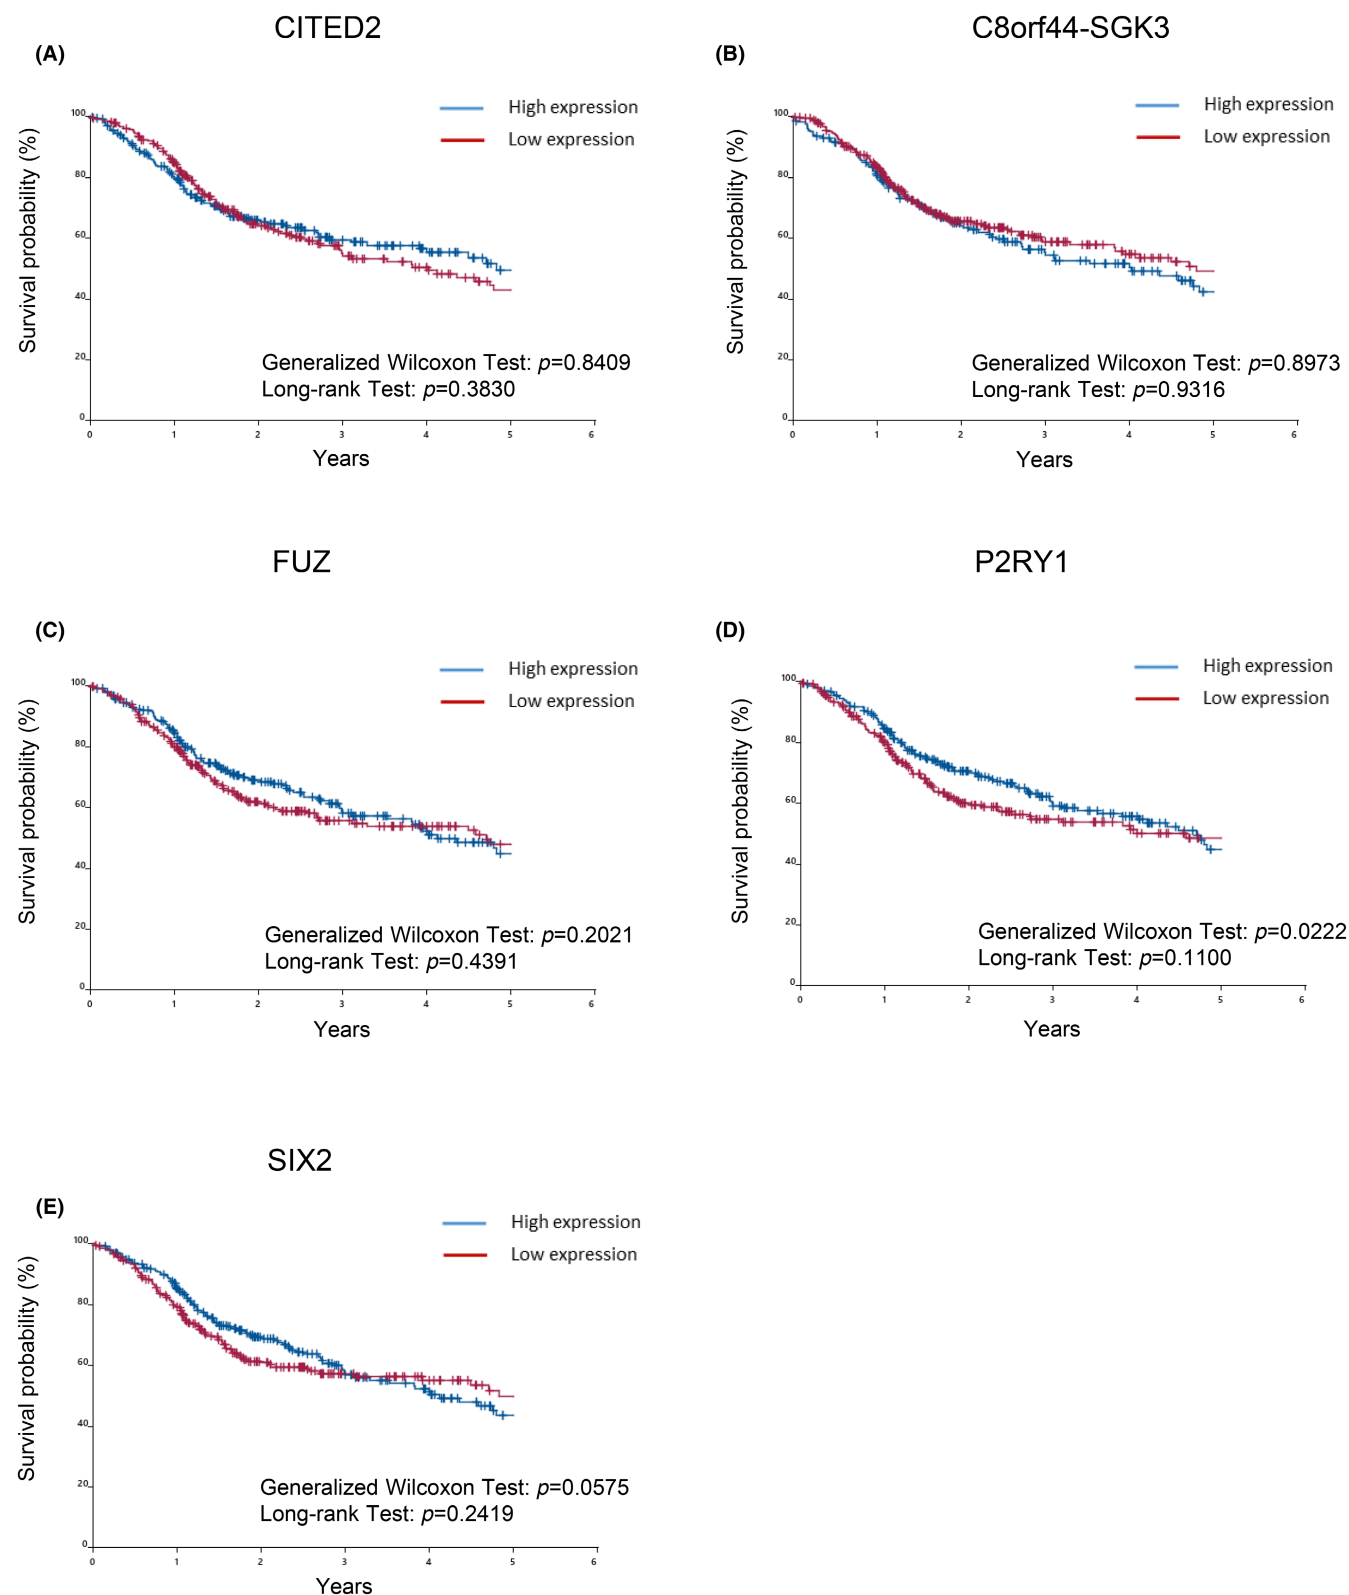 CITED2
(A)
High expression
Low expression
Survival probability (%)
100
80
60
40
20
0
Generalized Wilcoxon Test: p=0.8409
Long-rank Test: p=0.3830
0 1 2 3 4 5 6
Years
C8orf44-SGK3
(B)
High expression
Low expression
Survival probability (%)
100
80
60
40
20
0
Generalized Wilcoxon Test: p=0.8973
Long-rank Test: p=0.9316
0 1 2 3 4 5 6
Years
FUZ
(C)
High expression
Low expression
Survival probability (%)
100
80
60
40
20
0
Generalized Wilcoxon Test: p=0.2021
Long-rank Test: p=0.4391
0 1 2 3 4 5 6
Years
P2RY1
(D)
High expression
Low expression
Survival probability (%)
100
80
60
40
20
0
Generalized Wilcoxon Test: p=0.0222
Long-rank Test: p=0.1100
0 1 2 3 4 5 6
Years
SIX2
(E)
High expression
Low expression
Survival probability (%)
100
80
60
40
20
0
Generalized Wilcoxon Test: p=0.0575
Long-rank Test: p=0.2419
0 1 2 3 4 5 6
Years